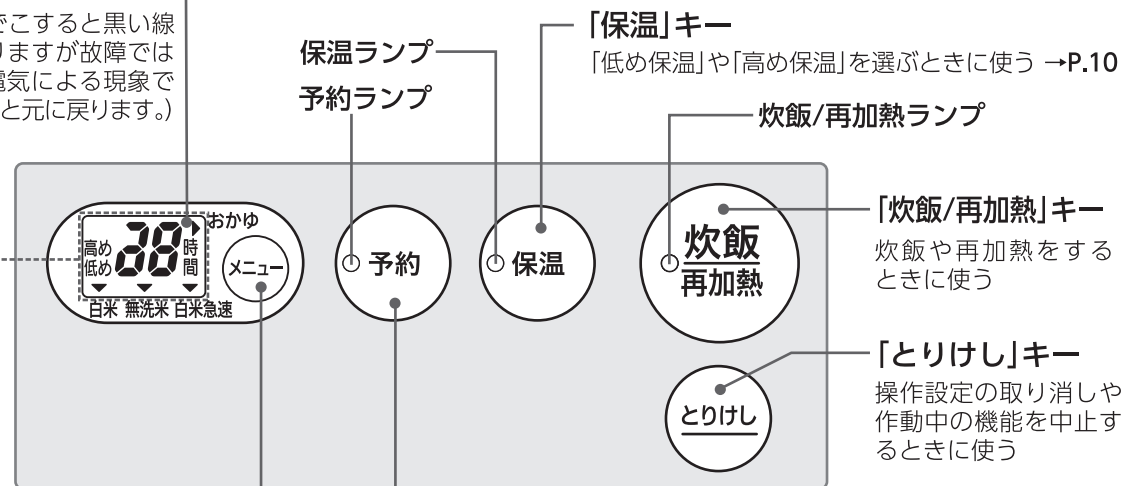 でこすると黒い線
りますが故障では
電気による現象で
と元に戻ります。)
保温ランプ
予約ランプ
「保温」キー
「低め保温」や「高め保温」を選ぶときに使う →P.10
炊飯/再加熱ランプ
「炊飯/再加熱」キー
炊飯や再加熱をする
ときに使う
「とりけし」キー
操作設定の取り消しや
作動中の機能を中止す
るときに使う
おかゆ
高め
低め
38
時
間
メニュー
白米 無洗米 白米急速
予約
保温
炊飯
再加熱
とりけし